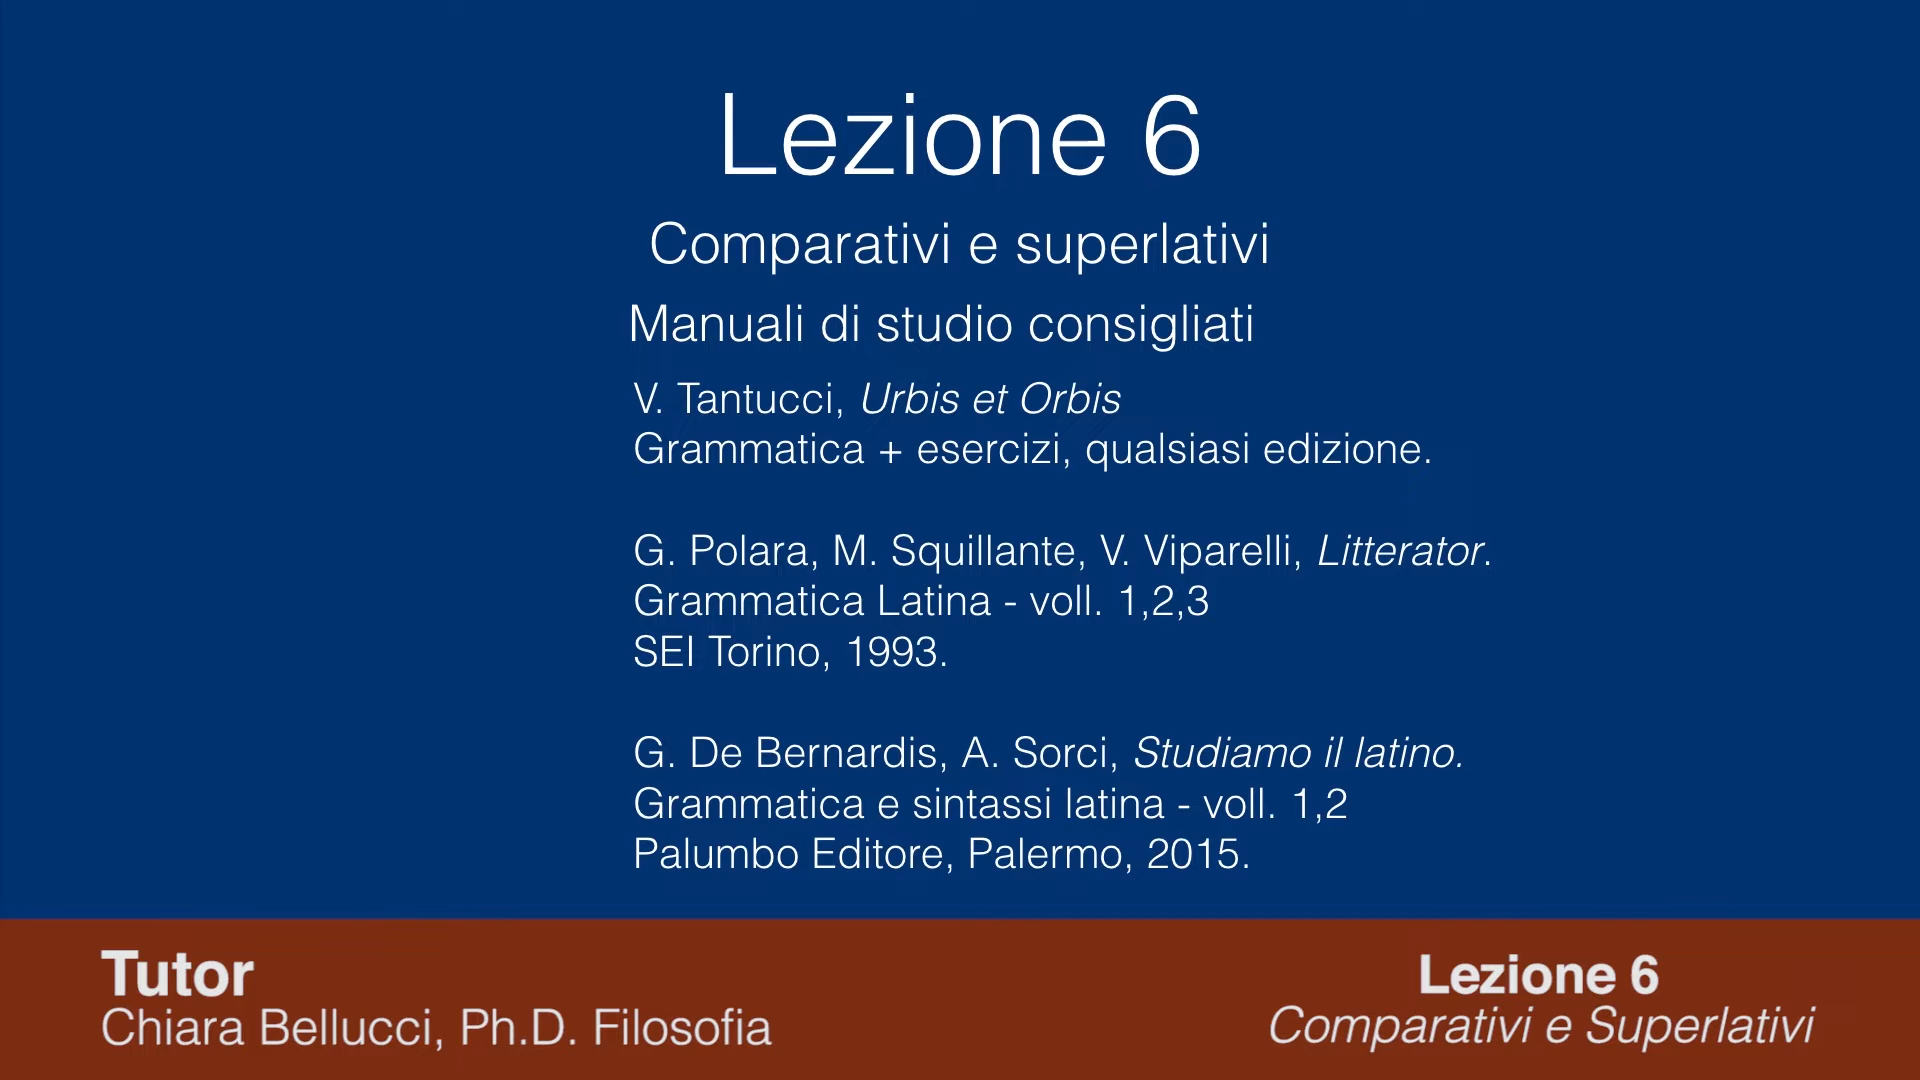 Lezione 6
Comparativi e superlativi
Manuali di studio consigliati
V. Tantucci, Urbis et Orbis
Grammatica + esercizi, qualsiasi edizione.
G. Polara, M. Squillante, V. Viparelli, Litterator.
Grammatica Latina - voll. 1,2,3
SEI Torino, 1993.
G. De Bernardis, A. Sorci, Studiamo il latino.
Grammatica e sintassi latina - voll. 1,2
Palumbo Editore, Palermo, 2015.
Tutor
Chiara Bellucci, Ph.D. Filosofia
Lezione 6
Comparativi e Superlativi